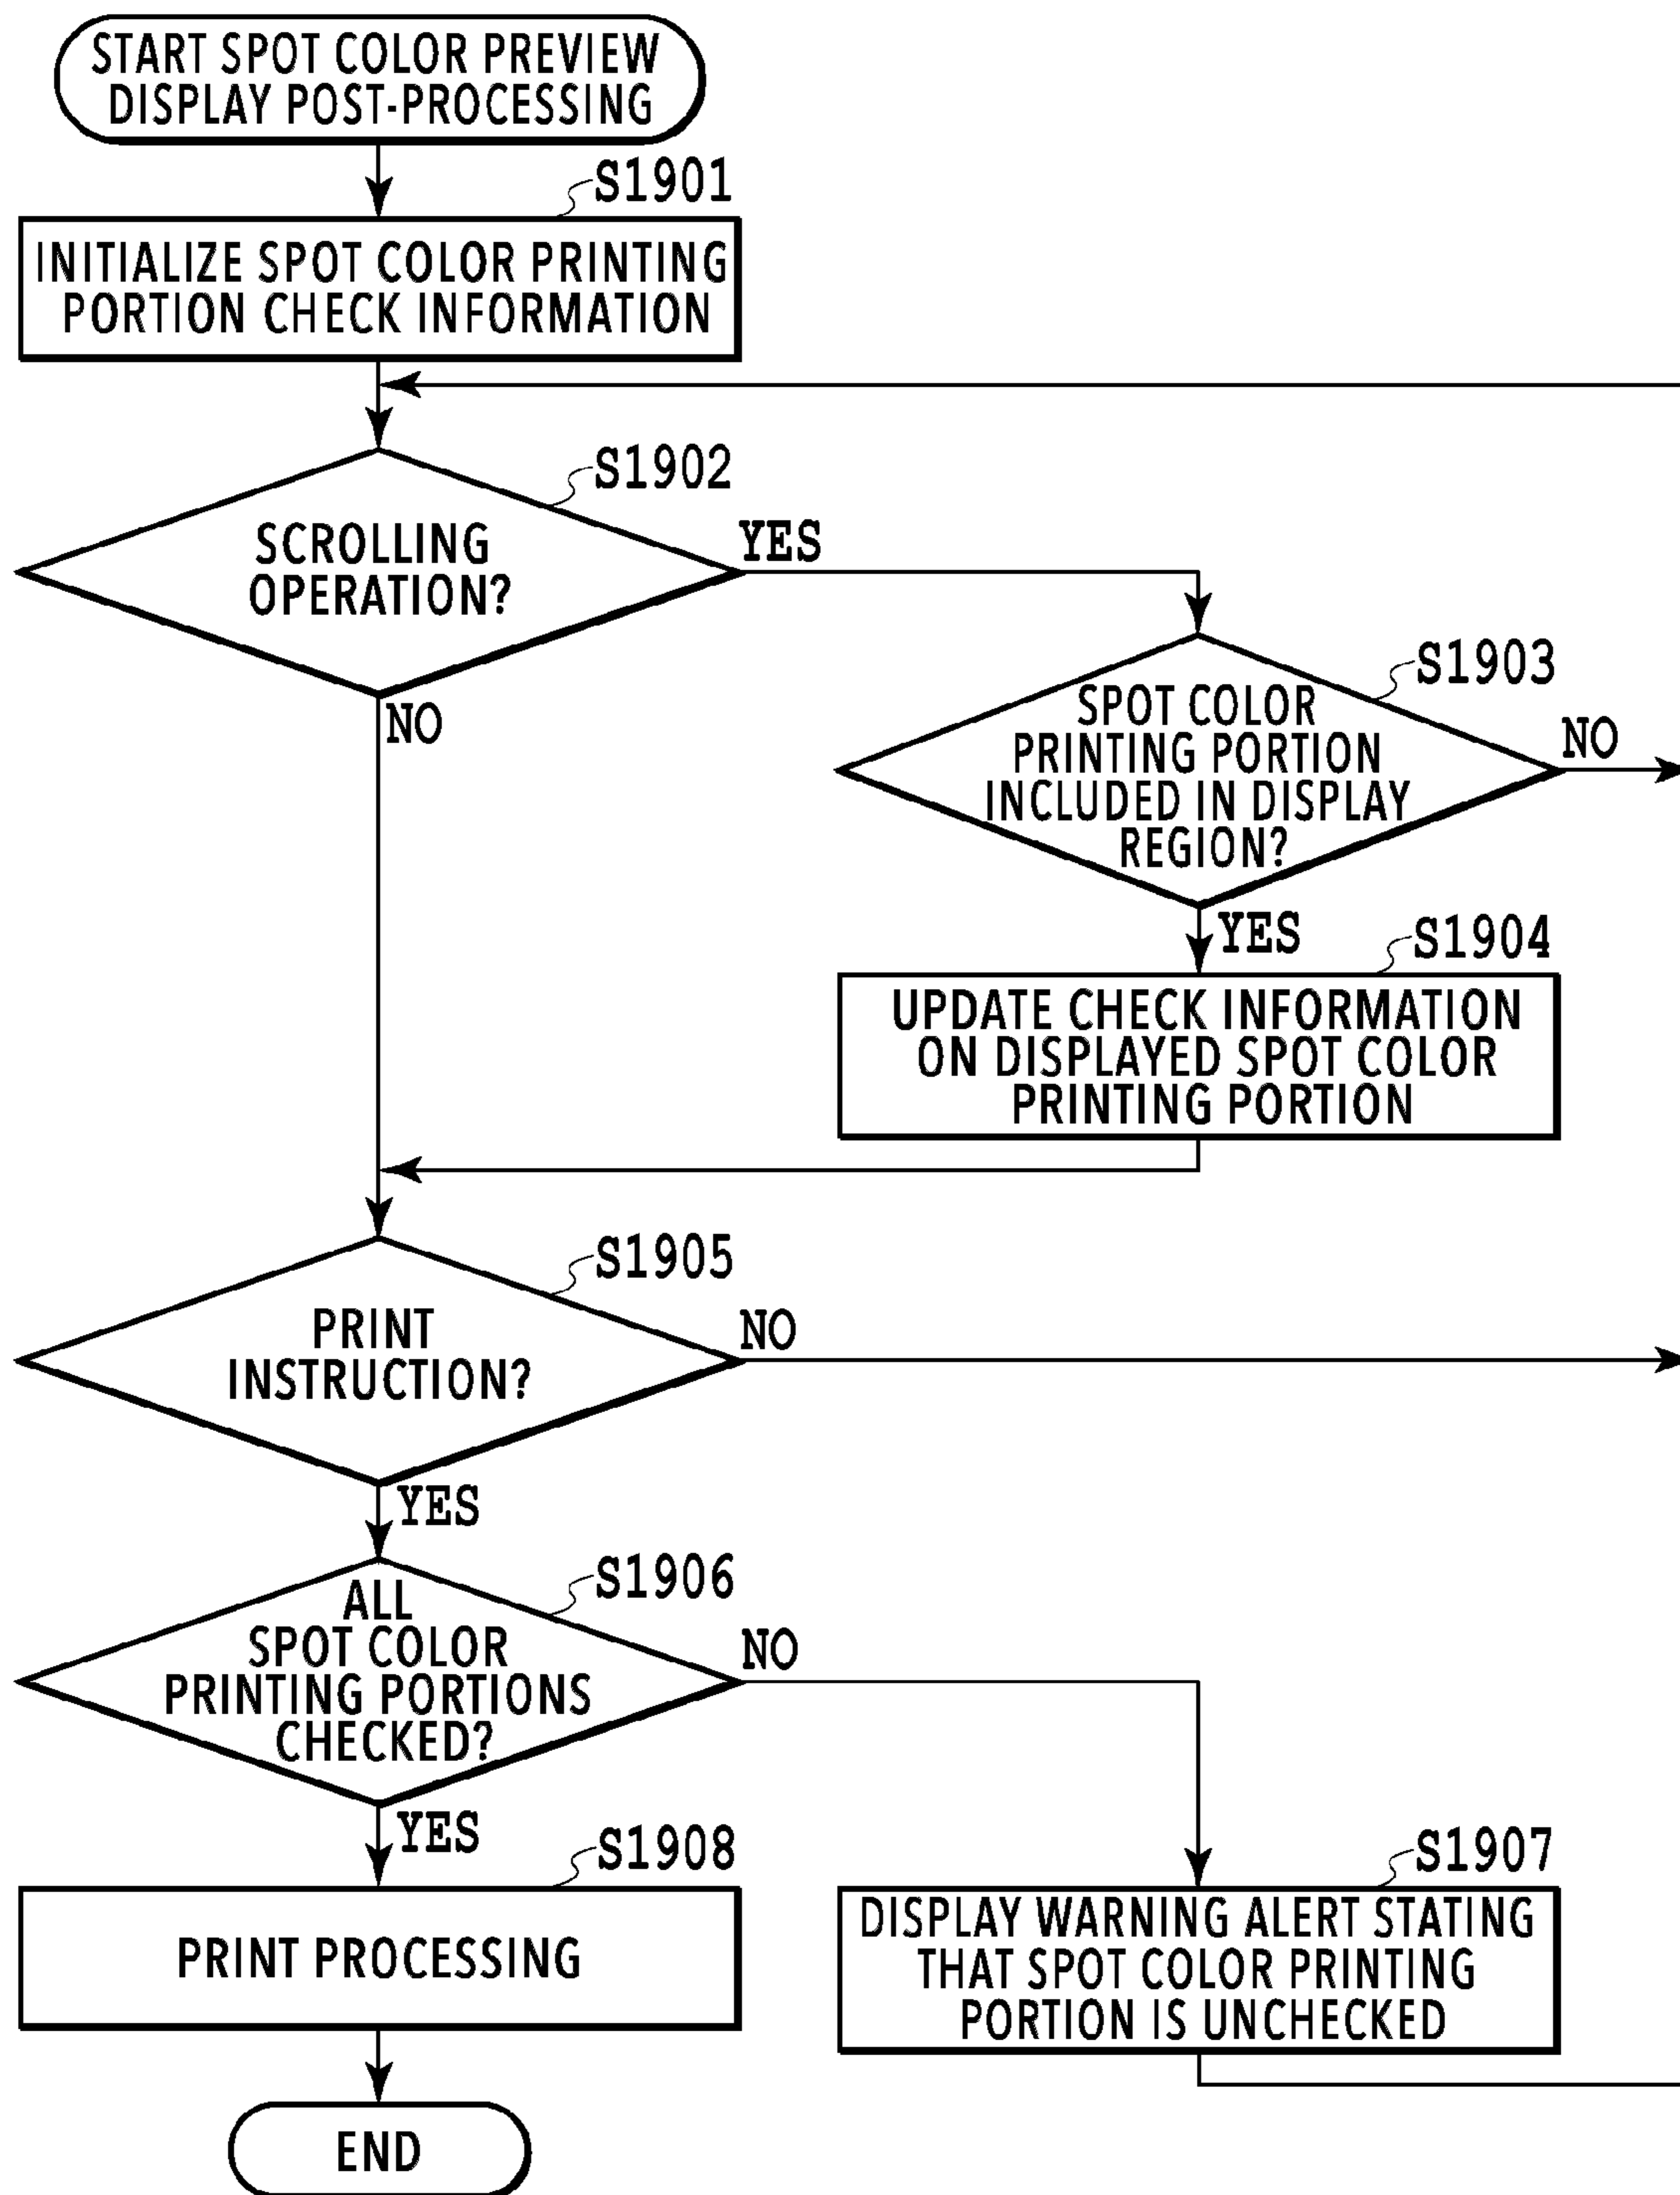 START SPOT COLOR PREVIEW
DISPLAY POST-PROCESSING
S1901
INITIALIZE SPOT COLOR PRINTING
PORTION CHECK INFORMATION
S1902
SCROLLING
OPERATION?
YES
NO
S1903
SPOT COLOR
PRINTING PORTION
INCLUDED IN DISPLAY
REGION?
NO
YES
S1904
UPDATE CHECK INFORMATION
ON DISPLAYED SPOT COLOR
PRINTING PORTION
S1905
PRINT
INSTRUCTION?
NO
YES
S1906
ALL
SPOT COLOR
PRINTING PORTIONS
CHECKED?
NO
YES
S1908
PRINT PROCESSING
S1907
DISPLAY WARNING ALERT STATING
THAT SPOT COLOR PRINTING
PORTION IS UNCHECKED
END